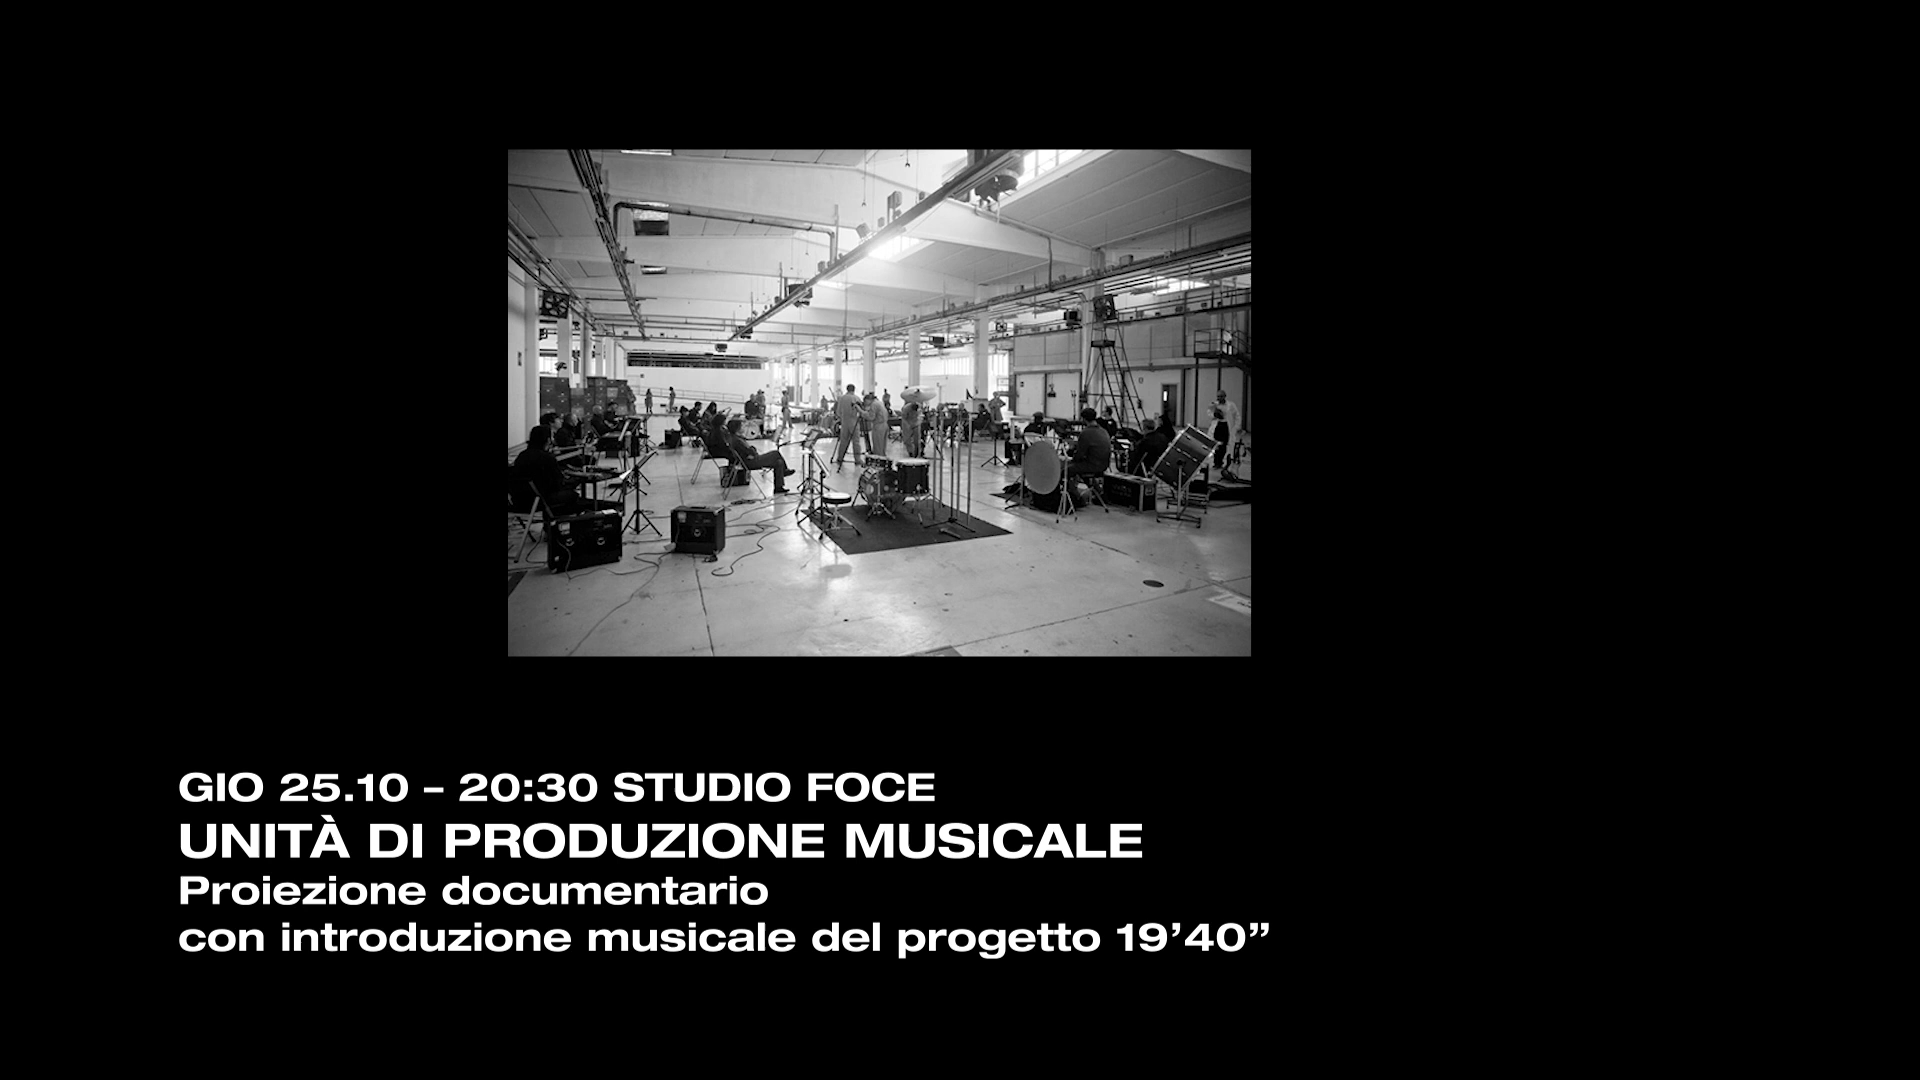 GIO 25.10 – 20:30 STUDIO FOCE
UNITÀ DI PRODUZIONE MUSICALE
Proiezione documentario
con introduzione musicale del progetto 19’40”